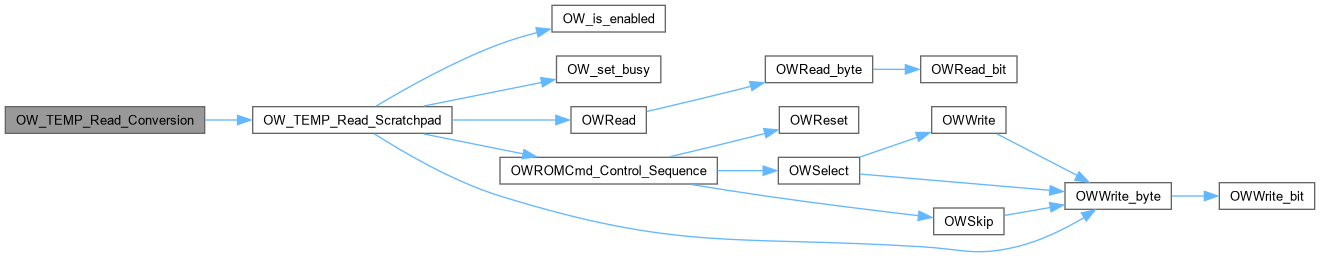 OW_TEMP_Read_Conversion
OW_TEMP_Read_Scratchpad
OW_is_enabled
OW_set_busy
OWRead
OWRead_byte
OWRead_bit
OWROMCmd_Control_Sequence
OWReset
OWSelect
OWWrite
OWWrite_byte
OWWrite_bit
OWSkip